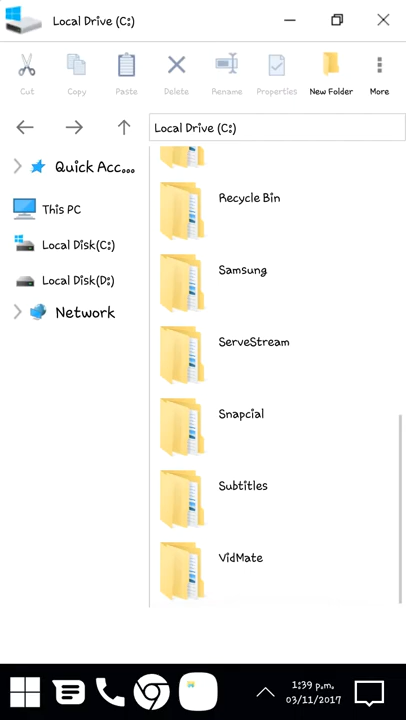 Local Drive (C:)
Cut
Copy
Paste
Delete
Rename
Properties
New Folder
More
Local Drive (C:)
Quick Acc...
This PC
Local Disk(C:)
Local Disk(D:)
Network
Recycle Bin
Samsung
ServeStream
Snapcial
Subtitles
VidMate
1:39 p.m.
03/11/2017